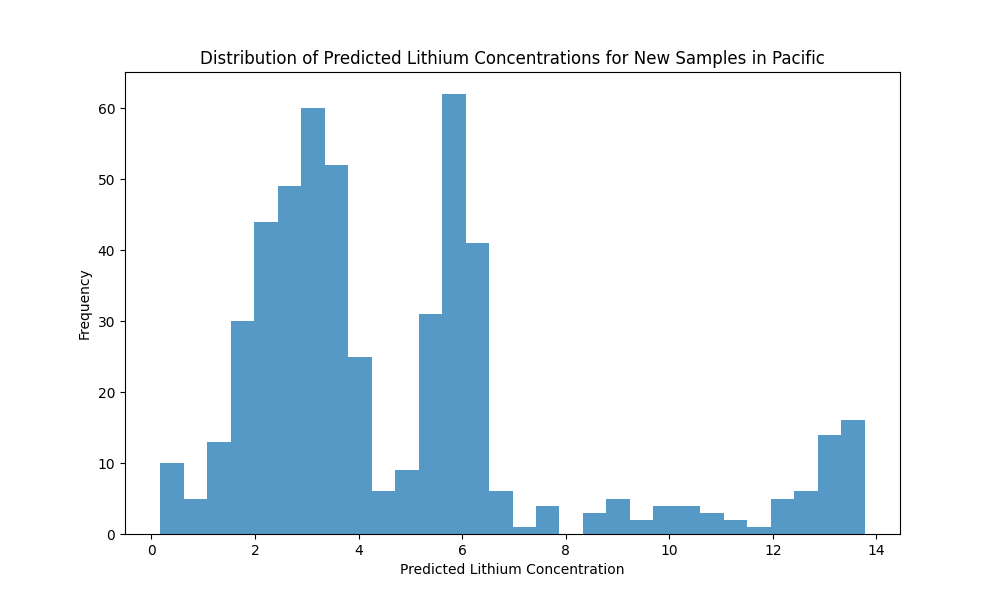 Distribution of Predicted Lithium Concentrations for New Samples in Pacific
60
50
40
30
20
10
0
Frequency
0 2 4 6 8 10 12 14
Predicted Lithium Concentration